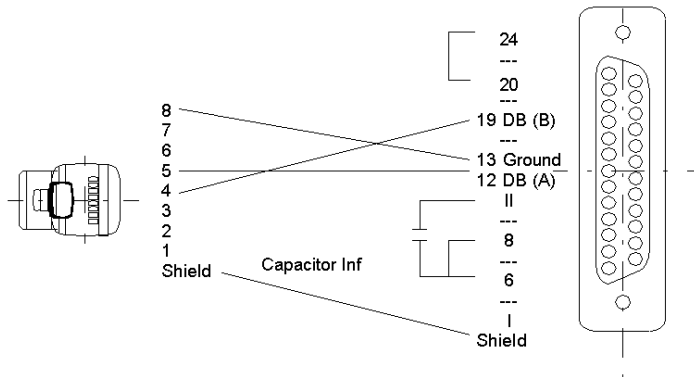 8
7
6
5
4
3
2
1
Shield
Capacitor Inf
24
---
20
---
19 DB (B)
---
13 Ground
12 DB (A)
II
---
8
---
6
---
I
Shield